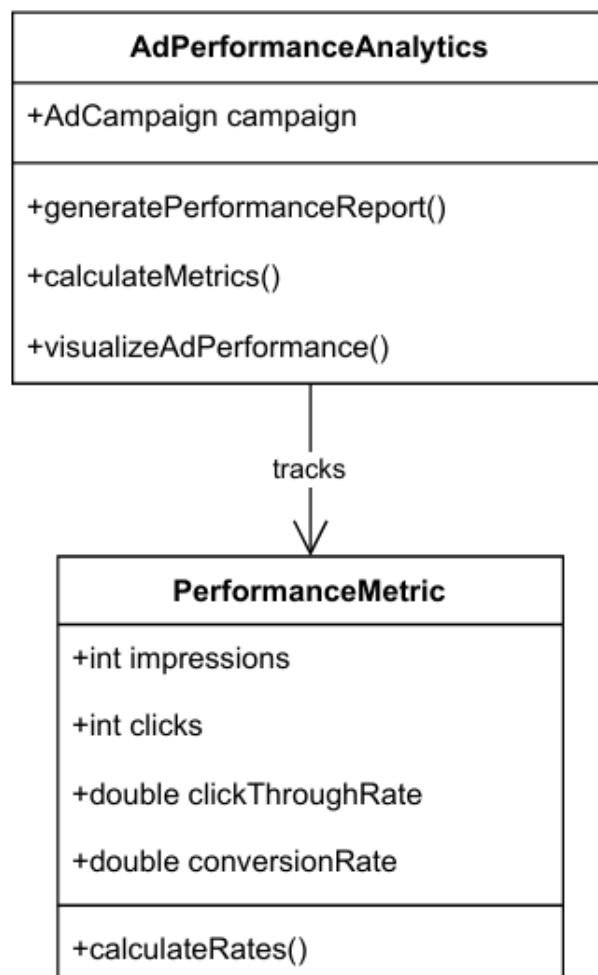 AdPerformanceAnalytics
+AdCampaign campaign
+generatePerformanceReport()
+calculateMetrics()
+visualizeAdPerformance()
tracks
PerformanceMetric
+int impressions
+int clicks
+double clickThroughRate
+double conversionRate
+calculateRates()